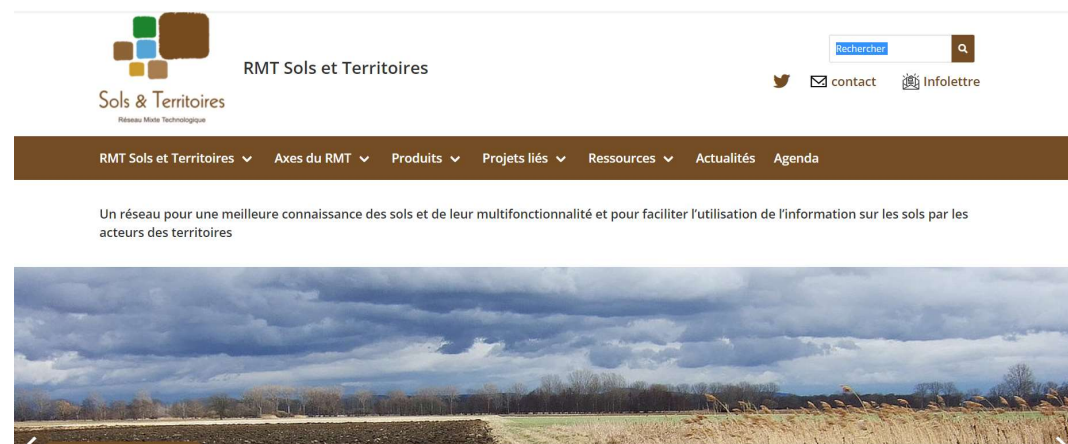 RMT Sols et Territoires
Rechercher
contact
Infolettre
Sols & Territoires
Réseau Mixte Technologique
RMT Sols et Territoires
Axes du RMT
Produits
Projets liés
Ressources
Actualités
Agenda
Un réseau pour une meilleure connaissance des sols et de leur multifonctionnalité et pour faciliter l’utilisation de l’information sur les sols par les
acteurs des territoires